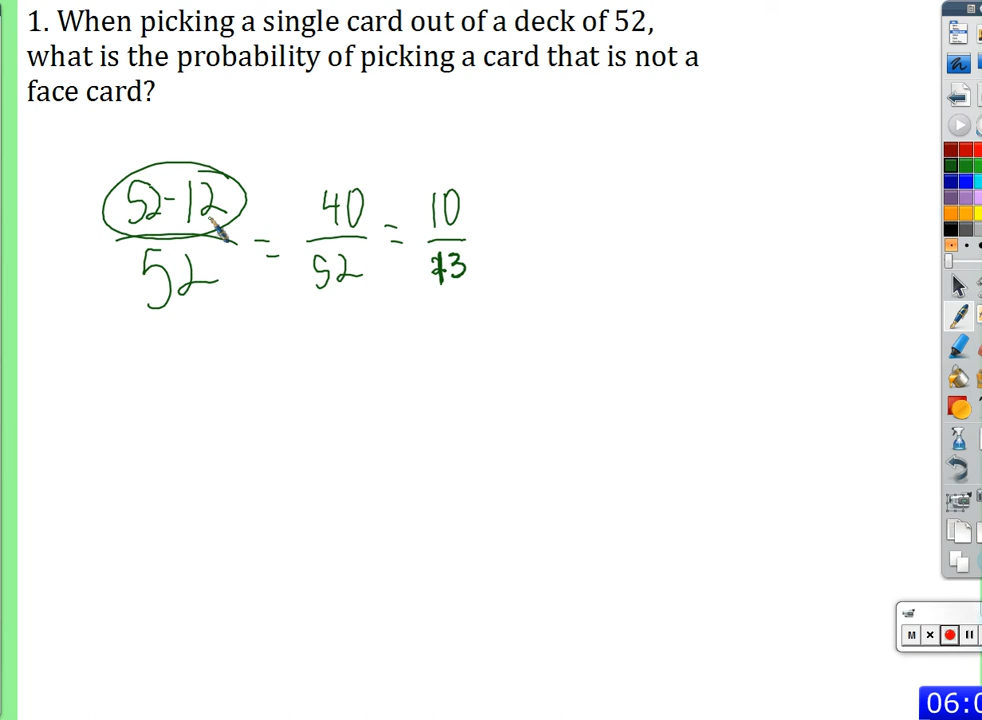 1. When picking a single card out of a deck of 52,
what is the probability of picking a card that is not a
face card?
52-12 / 52 = 40 / 52 = 10 / 13
M
06:0